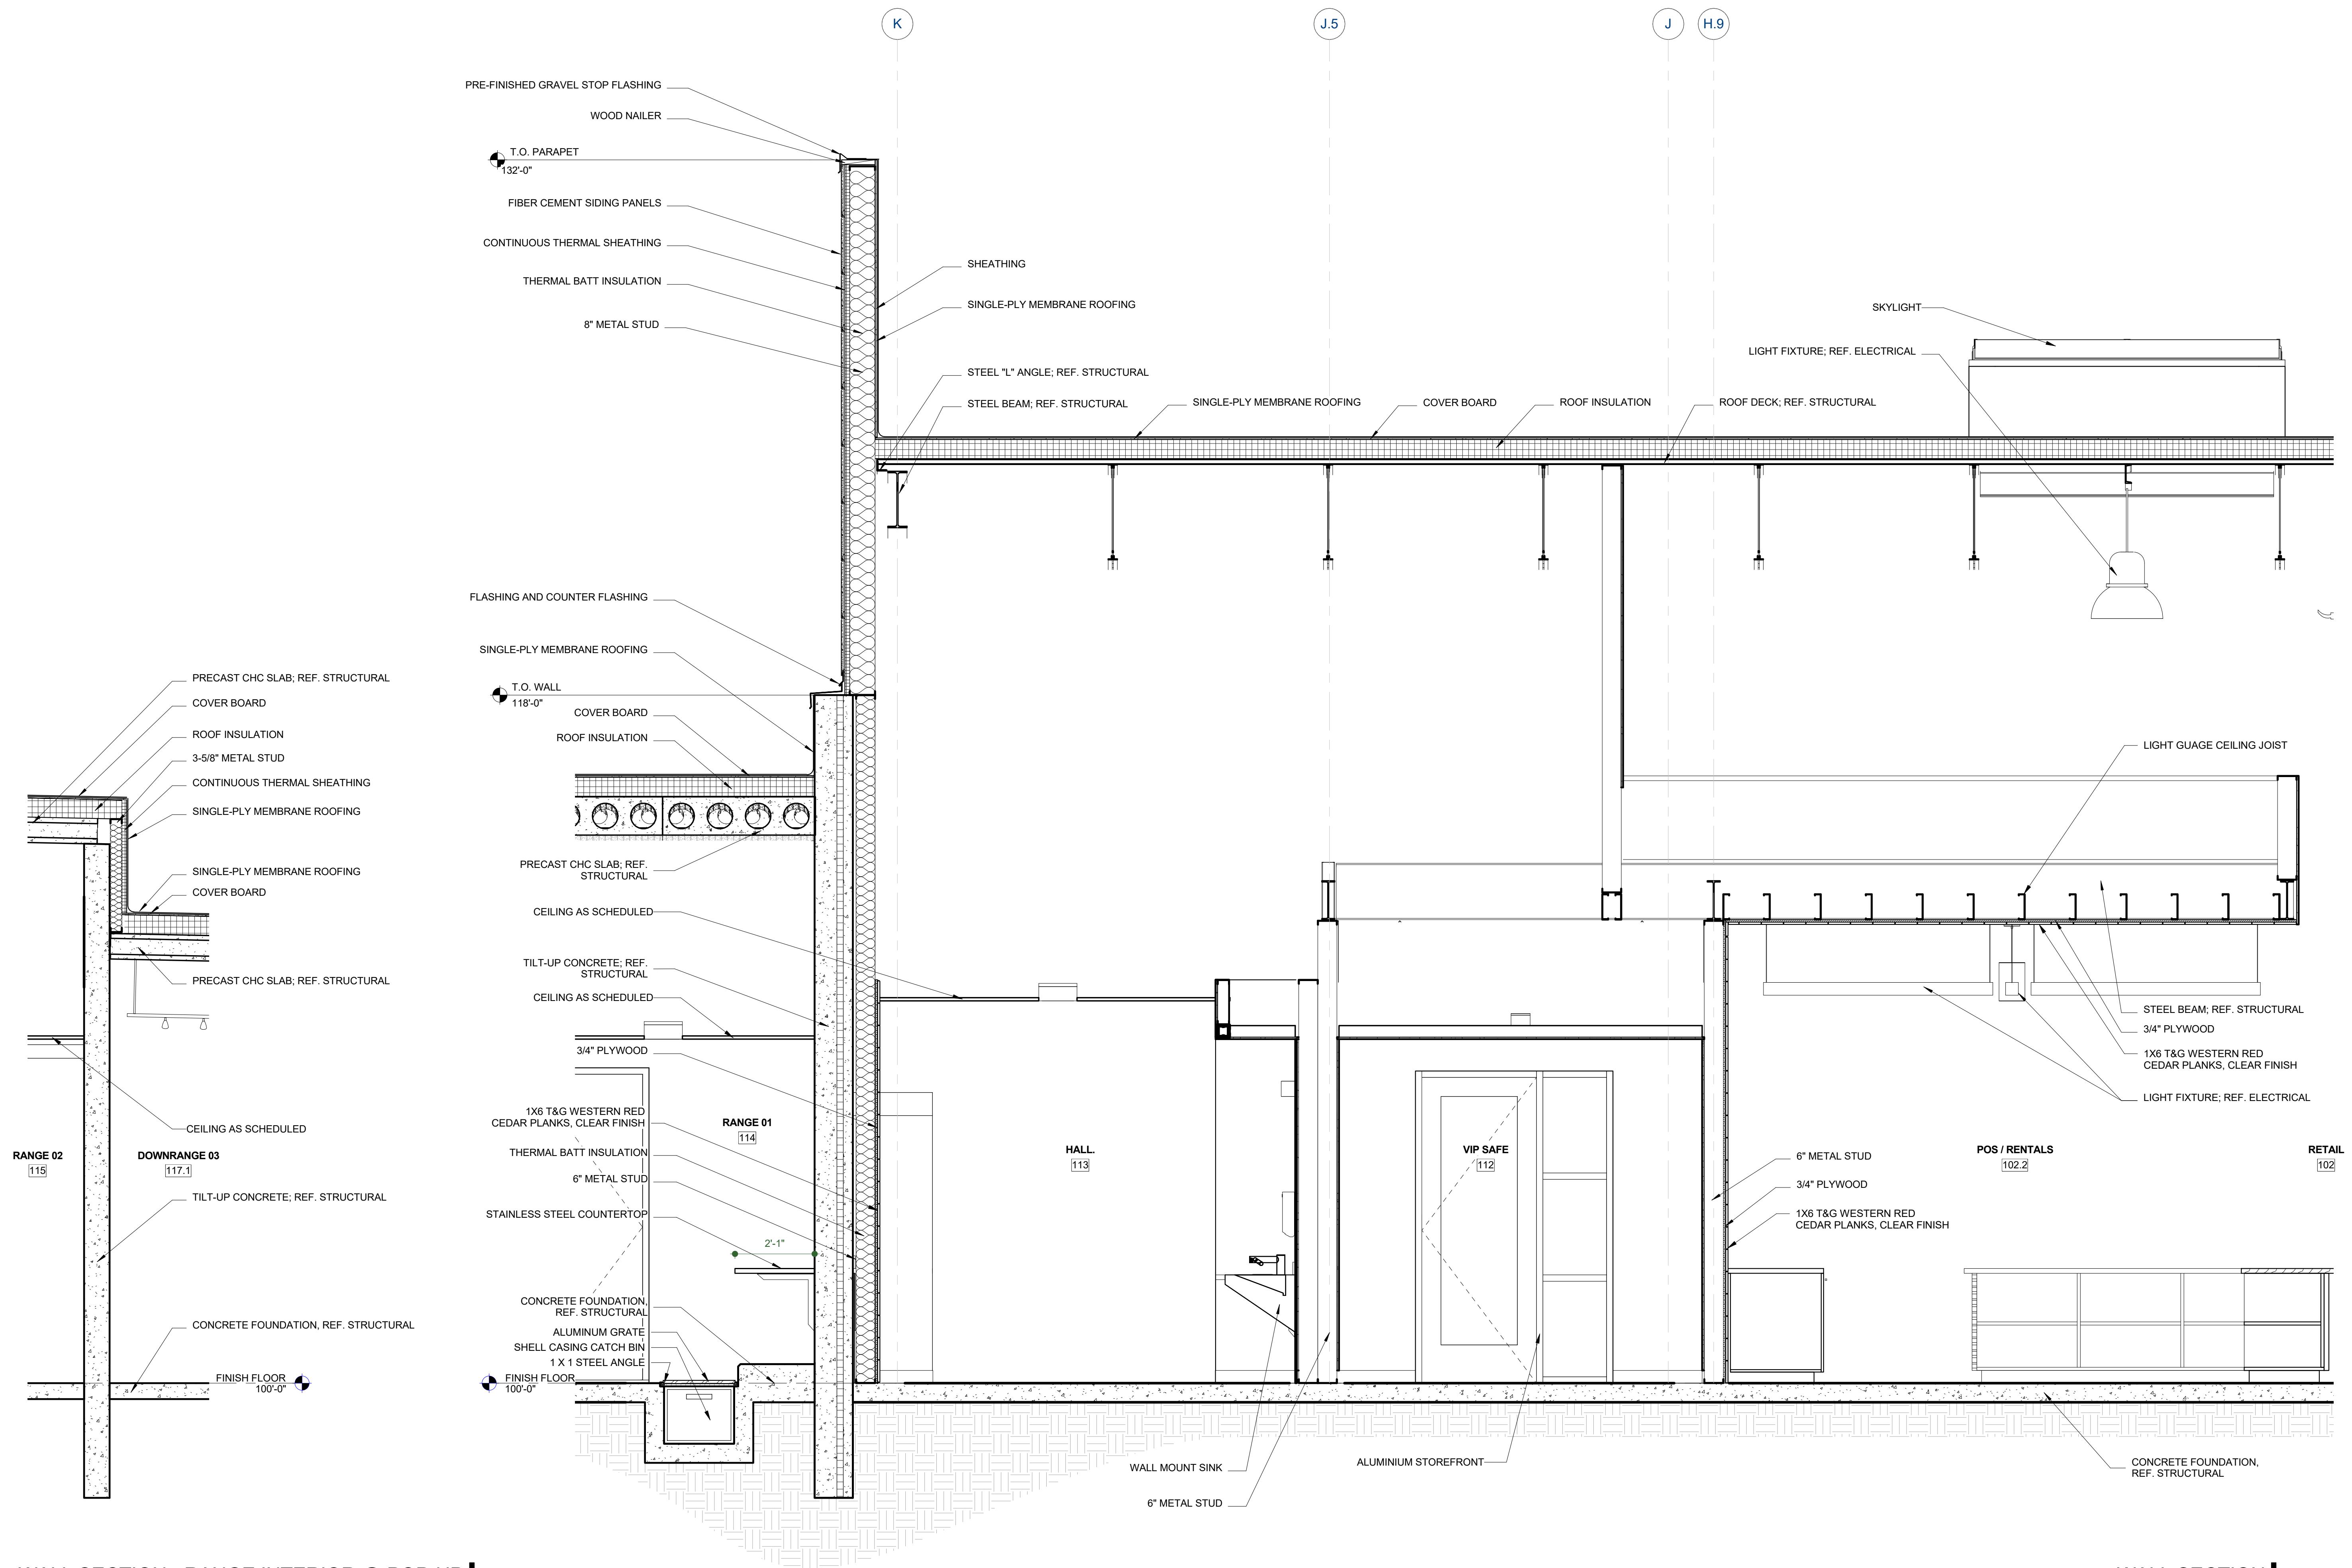 K
J.5
J
H.9
PRE-FINISHED GRAVEL STOP FLASHING
WOOD NAILER
T.O. PARAPET
132'-0"
FIBER CEMENT SIDING PANELS
CONTINUOUS THERMAL SHEATHING
THERMAL BATT INSULATION
8" METAL STUD
SHEATHING
SINGLE-PLY MEMBRANE ROOFING
STEEL "L" ANGLE; REF. STRUCTURAL
STEEL BEAM; REF. STRUCTURAL
SINGLE-PLY MEMBRANE ROOFING
COVER BOARD
ROOF INSULATION
ROOF DECK; REF. STRUCTURAL
SKYLIGHT
LIGHT FIXTURE; REF. ELECTRICAL
FLASHING AND COUNTER FLASHING
SINGLE-PLY MEMBRANE ROOFING
T.O. WALL
118'-0"
COVER BOARD
ROOF INSULATION
PRECAST CHC SLAB; REF.
STRUCTURAL
CEILING AS SCHEDULED
TILT-UP CONCRETE; REF.
STRUCTURAL
CEILING AS SCHEDULED
3/4" PLYWOOD
1X6 T&G WESTERN RED
CEDAR PLANKS, CLEAR FINISH
THERMAL BATT INSULATION
6" METAL STUD
STAINLESS STEEL COUNTERTOP
2'-1"
CONCRETE FOUNDATION,
REF. STRUCTURAL
ALUMINUM GRATE
SHELL CASING CATCH BIN
1 X 1 STEEL ANGLE
FINISH FLOOR
100'-0"
RANGE 01
114
PRECAST CHC SLAB; REF. STRUCTURAL
COVER BOARD
ROOF INSULATION
3-5/8" METAL STUD
CONTINUOUS THERMAL SHEATHING
SINGLE-PLY MEMBRANE ROOFING
SINGLE-PLY MEMBRANE ROOFING
COVER BOARD
PRECAST CHC SLAB; REF. STRUCTURAL
CEILING AS SCHEDULED
RANGE 02
115
DOWNRANGE 03
117.1
TILT-UP CONCRETE; REF. STRUCTURAL
CONCRETE FOUNDATION, REF. STRUCTURAL
FINISH FLOOR
100'-0"
HALL.
113
VIP SAFE
112
POS / RENTALS
102.2
RETAIL
102
LIGHT GUAGE CEILING JOIST
STEEL BEAM; REF. STRUCTURAL
3/4" PLYWOOD
1X6 T&G WESTERN RED
CEDAR PLANKS, CLEAR FINISH
LIGHT FIXTURE; REF. ELECTRICAL
6" METAL STUD
3/4" PLYWOOD
1X6 T&G WESTERN RED
CEDAR PLANKS, CLEAR FINISH
WALL MOUNT SINK
6" METAL STUD
ALUMINIUM STOREFRONT
CONCRETE FOUNDATION,
REF. STRUCTURAL
WALL SECTION - RANGE INTERIOR @ POP UP
WALL SECTION